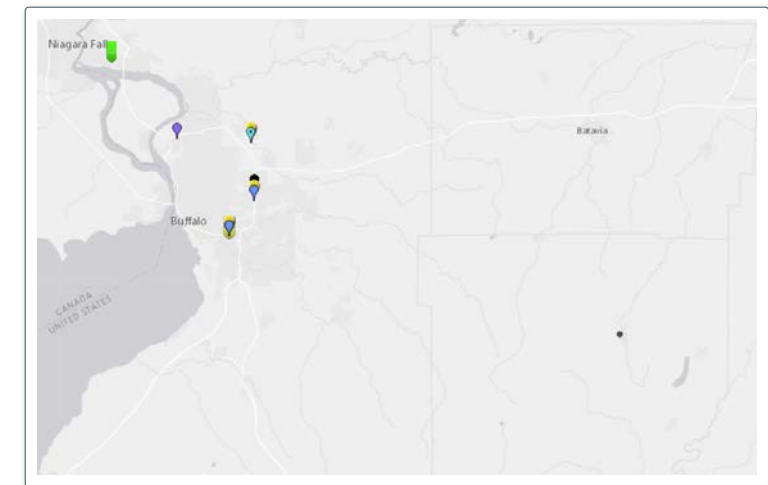 Niagara Fall
Batavia
Buffalo
CANADA
UNITED STATES